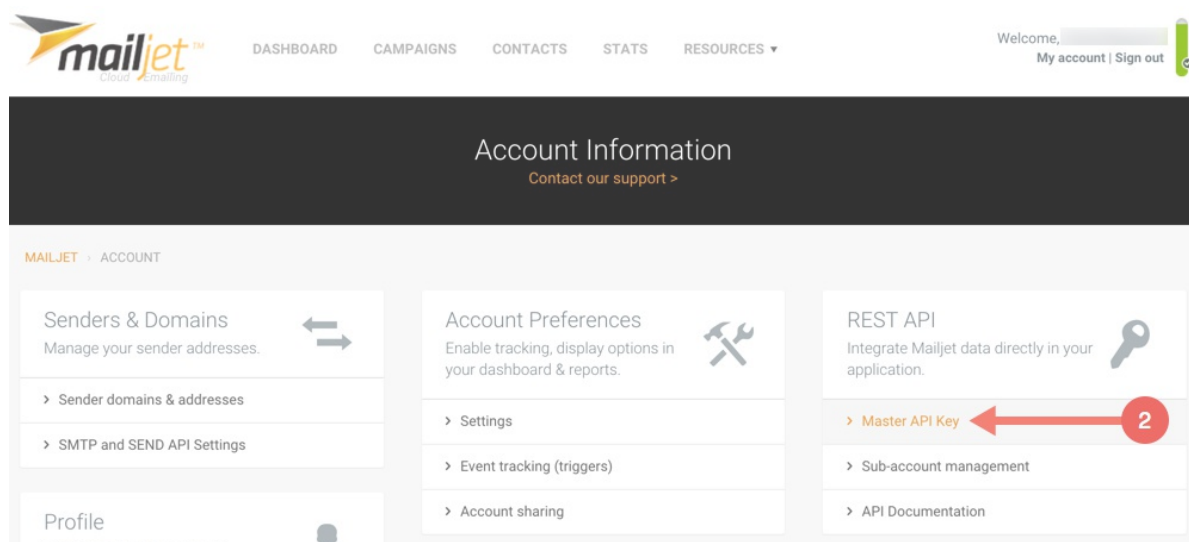 mailjet™
Cloud Emailing
DASHBOARD CAMPAIGNS CONTACTS STATS RESOURCES ▼
Welcome,
My account | Sign out
Account Information
Contact our support >
MAILJET › ACCOUNT
Senders & Domains
Manage your sender addresses.
> Sender domains & addresses
> SMTP and SEND API Settings
Profile
Account Preferences
Enable tracking, display options in
your dashboard & reports.
> Settings
> Event tracking (triggers)
> Account sharing
REST API
Integrate Mailjet data directly in your
application.
> Master API Key
2
> Sub-account management
> API Documentation